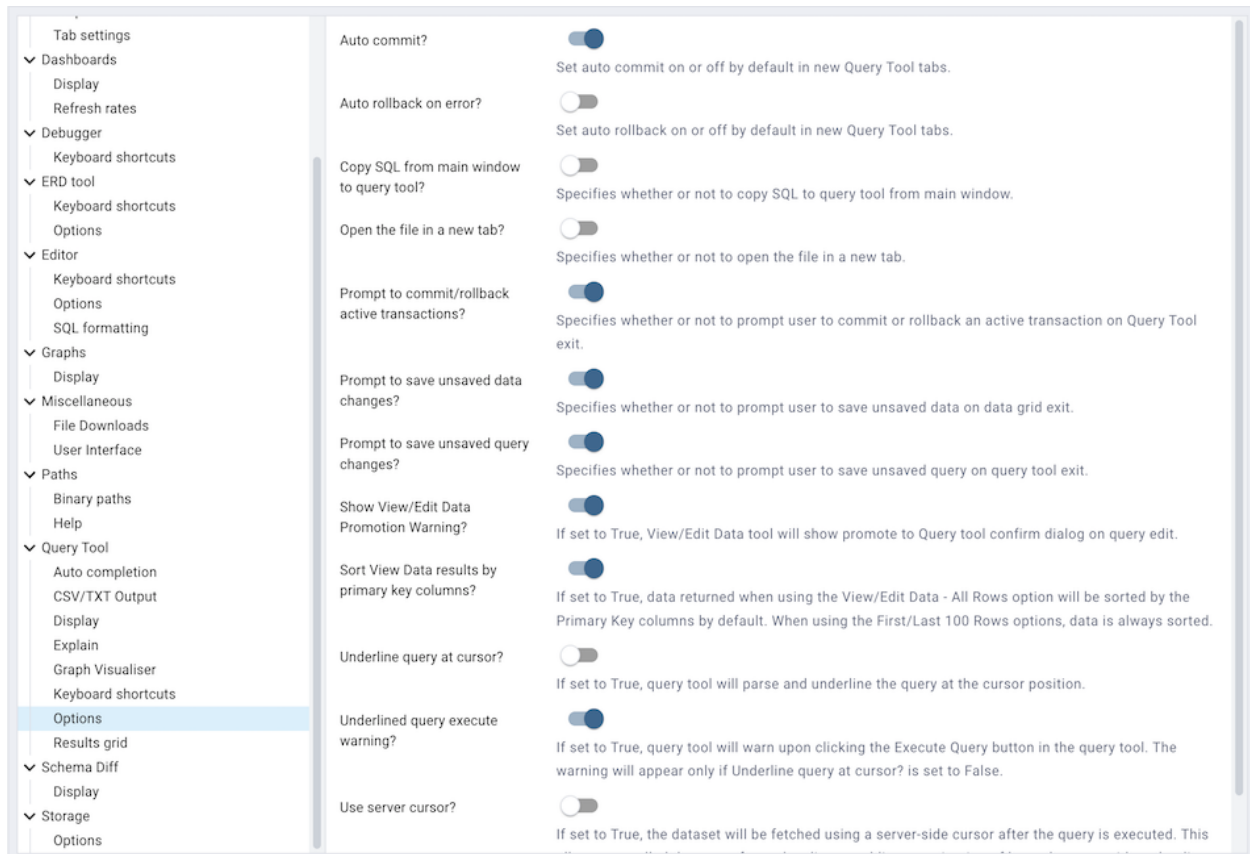 Tab settings
Dashboards
Display
Refresh rates
Debugger
Keyboard shortcuts
ERD tool
Keyboard shortcuts
Options
Editor
Keyboard shortcuts
Options
SQL formatting
Graphs
Display
Miscellaneous
File Downloads
User Interface
Paths
Binary paths
Help
Query Tool
Auto completion
CSV/TXT Output
Display
Explain
Graph Visualiser
Keyboard shortcuts
Options
Results grid
Schema Diff
Display
Storage
Options
Auto commit?
Set auto commit on or off by default in new Query Tool tabs.
Auto rollback on error?
Set auto rollback on or off by default in new Query Tool tabs.
Copy SQL from main window
to query tool?
Specifies whether or not to copy SQL to query tool from main window.
Open the file in a new tab?
Specifies whether or not to open the file in a new tab.
Prompt to commit/rollback
active transactions?
Specifies whether or not to prompt user to commit or rollback an active transaction on Query Tool
exit.
Prompt to save unsaved data
changes?
Specifies whether or not to prompt user to save unsaved data on data grid exit.
Prompt to save unsaved query
changes?
Specifies whether or not to prompt user to save unsaved query on query tool exit.
Show View/Edit Data
Promotion Warning?
If set to True, View/Edit Data tool will show promote to Query tool confirm dialog on query edit.
Sort View Data results by
primary key columns?
If set to True, data returned when using the View/Edit Data - All Rows option will be sorted by the
Primary Key columns by default. When using the First/Last 100 Rows options, data is always sorted.
Underline query at cursor?
If set to True, query tool will parse and underline the query at the cursor position.
Underlined query execute
warning?
If set to True, query tool will warn upon clicking the Execute Query button in the query tool. The
warning will appear only if Underline query at cursor? is set to False.
Use server cursor?
If set to True, the dataset will be fetched using a server-side cursor after the query is executed. This